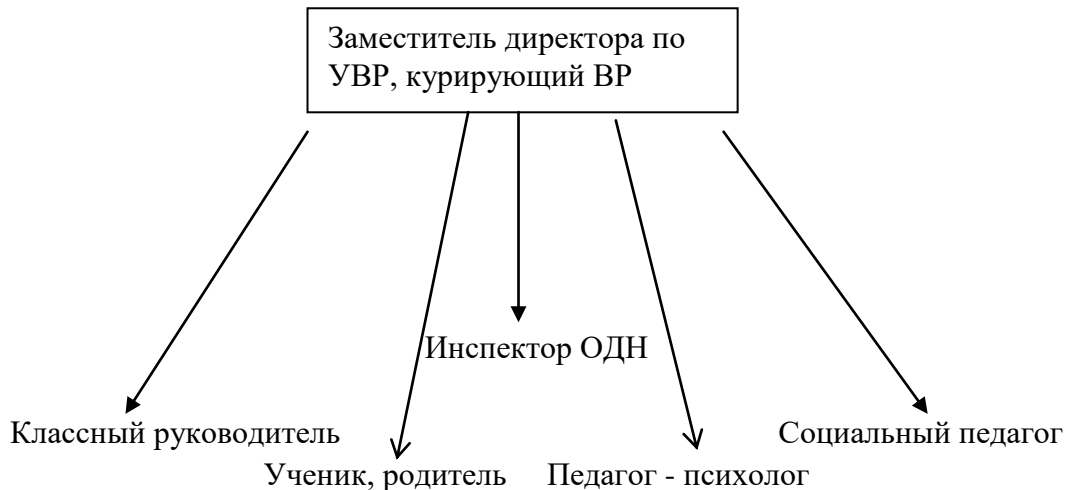 Заместитель директора по
УВР, курирующий ВР
Инспектор ОДН
Классный руководитель
Социальный педагог
Ученик, родитель
Педагог - психолог